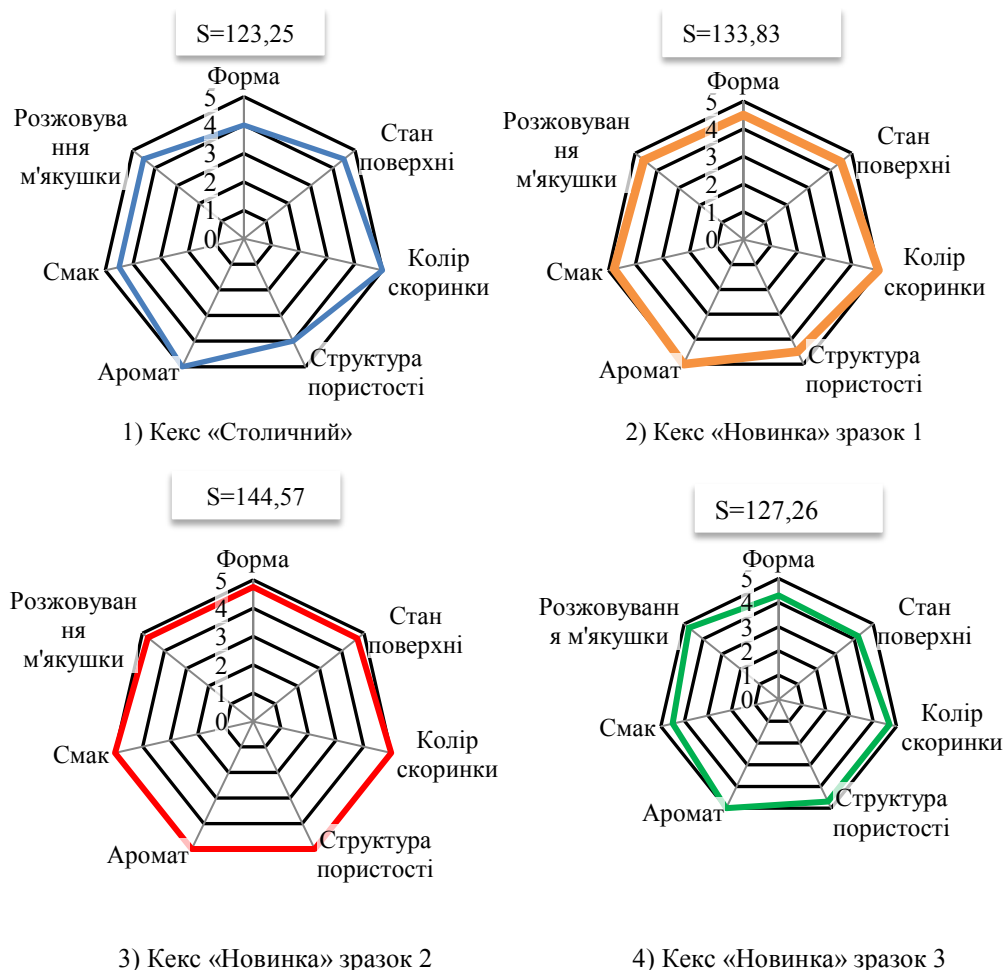 S=123,25
Форма
5
4
3
2
1
0
Стан
поверхні
Колір
скоринки
Структура
пористості
Аромат
Смак
Розжовува
ння
м'якушки
1) Кекс «Столичний»
S=133,83
Форма
5
4
3
2
1
0
Стан
поверхні
Колір
скоринки
Структура
пористості
Аромат
Смак
Розжовуван
ня
м'якушки
2) Кекс «Новинка» зразок 1
S=144,57
Форма
5
4
3
2
1
0
Стан
поверхні
Колір
скоринки
Структура
пористості
Аромат
Смак
Розжовуван
ня
м'якушки
3) Кекс «Новинка» зразок 2
S=127,26
Форма
5
4
3
2
1
0
Стан
поверхні
Колір
скоринки
Структура
пористості
Аромат
Смак
Розжовуванн
я м'якушки
4) Кекс «Новинка» зразок 3